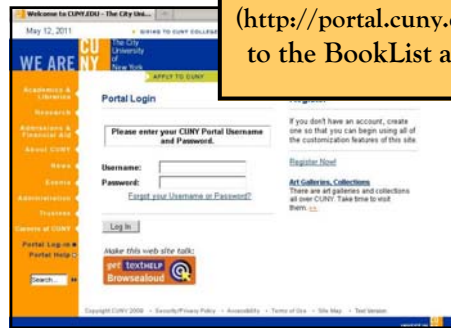 (http://portal.cuny.
to the BookList a
Welcome to CUNY.EDU - The City Uni...
May 12, 2011
GIVING TO CUNY COLLEGE
CU
NY
The City
University
of
New York
WE ARE
APPLY TO CUNY
Academics &
Libraries
Research
Admissions &
Financial Aid
About CUNY
News
Events
Administration
Trustees
Careers at CUNY
Portal Log-in
Portal Help
Search...
Portal Login
Please enter your CUNY Portal Username
and Password.
Username:
Password:
Forgot your Username or Password?
Log In
Make this web site talk:
get texthelp
Browsealoud
If you don't have an account, create
one so that you can begin using all of
the customization features of this site.
Register Now!
Art Galleries, Collections
There are art galleries and collections
all over CUNY. Take time to visit
them. >>
Copyright CUNY 2008 • Security/Privacy Policy • Accessibility • Terms of Use • Site Map • Text Version